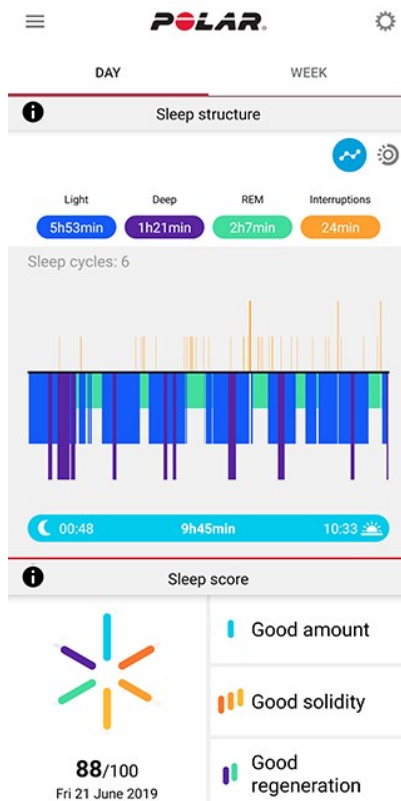 POLAR.
DAY WEEK
Sleep structure
Light Deep REM Interruptions
5h53min 1h21min 2h7min 24min
Sleep cycles: 6
00:48 9h45min 10:33
Sleep score
Good amount
Good solidity
88/100
Fri 21 June 2019
Good
regeneration